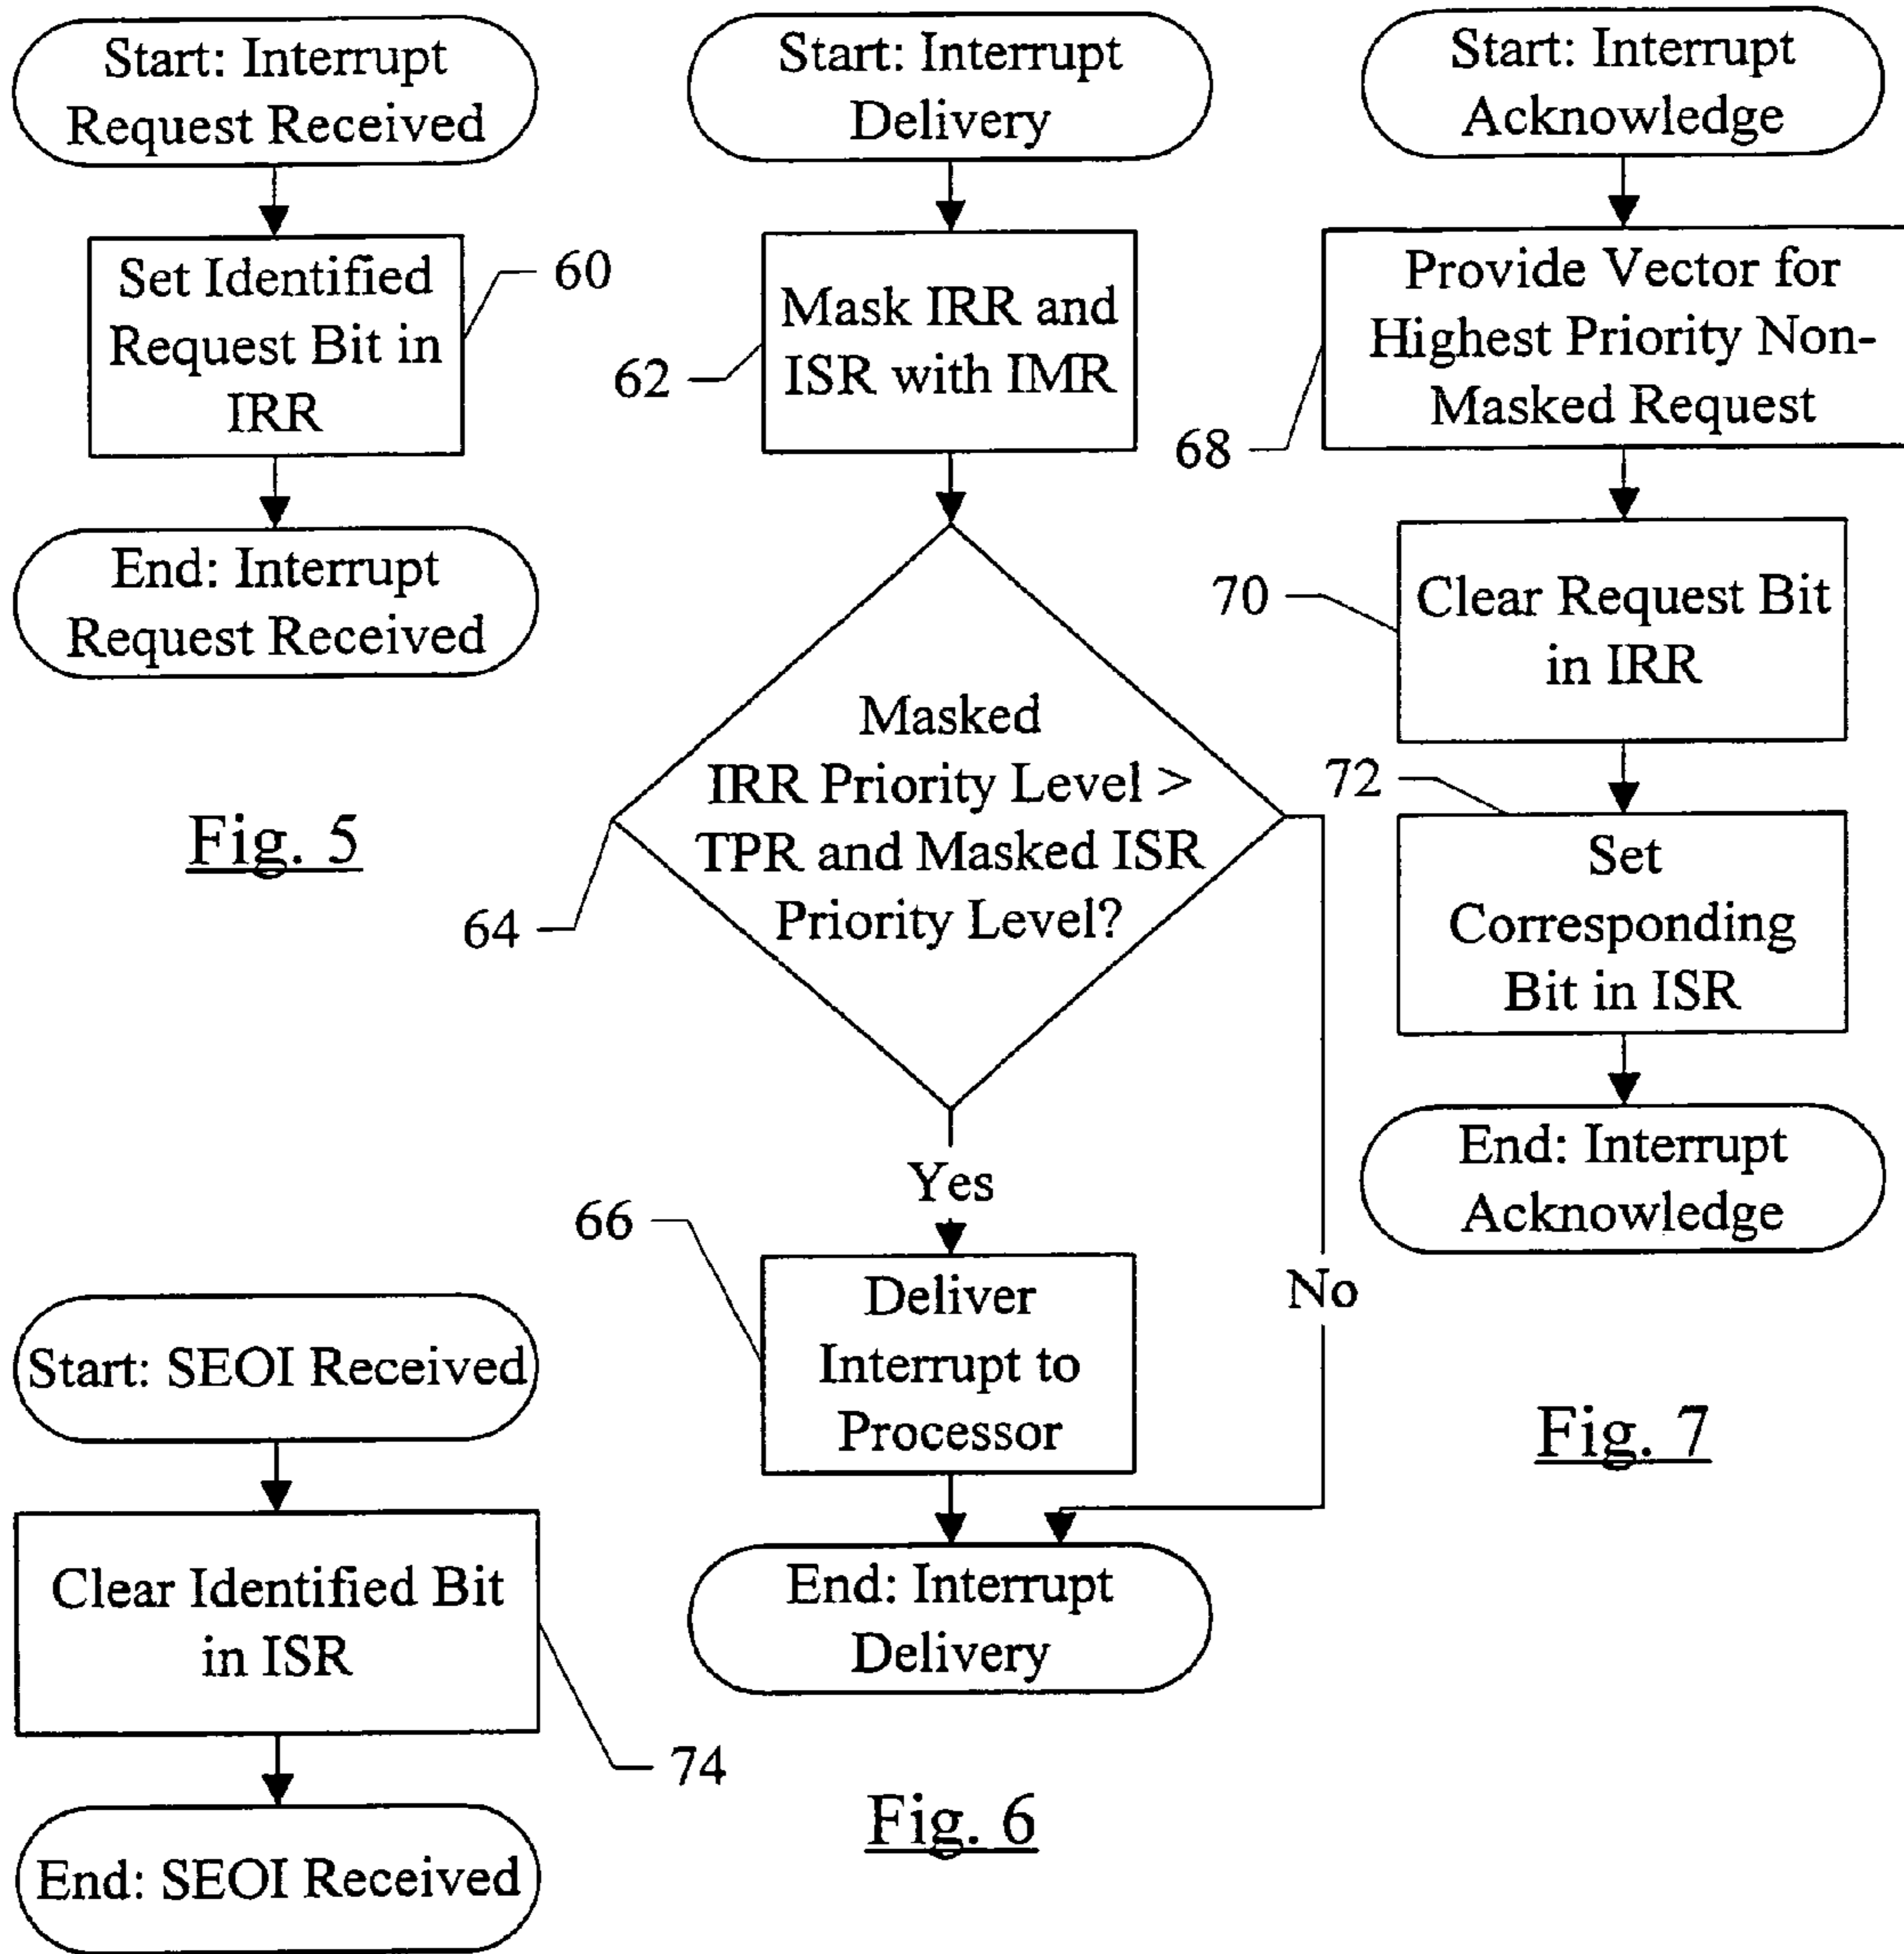 Start: Interrupt
Request Received
Set Identified
Request Bit in
IRR
60
End: Interrupt
Request Received
Fig. 5
Start: Interrupt
Delivery
Mask IRR and
ISR with IMR
62
Masked
IRR Priority Level >
TPR and Masked ISR
Priority Level?
64
Yes
No
66
Deliver
Interrupt to
Processor
End: Interrupt
Delivery
Fig. 6
Start: Interrupt
Acknowledge
Provide Vector for
Highest Priority Non-
Masked Request
68
70
Clear Request Bit
in IRR
72
Set
Corresponding
Bit in ISR
End: Interrupt
Acknowledge
Fig. 7
Start: SEOI Received
Clear Identified Bit
in ISR
74
End: SEOI Received